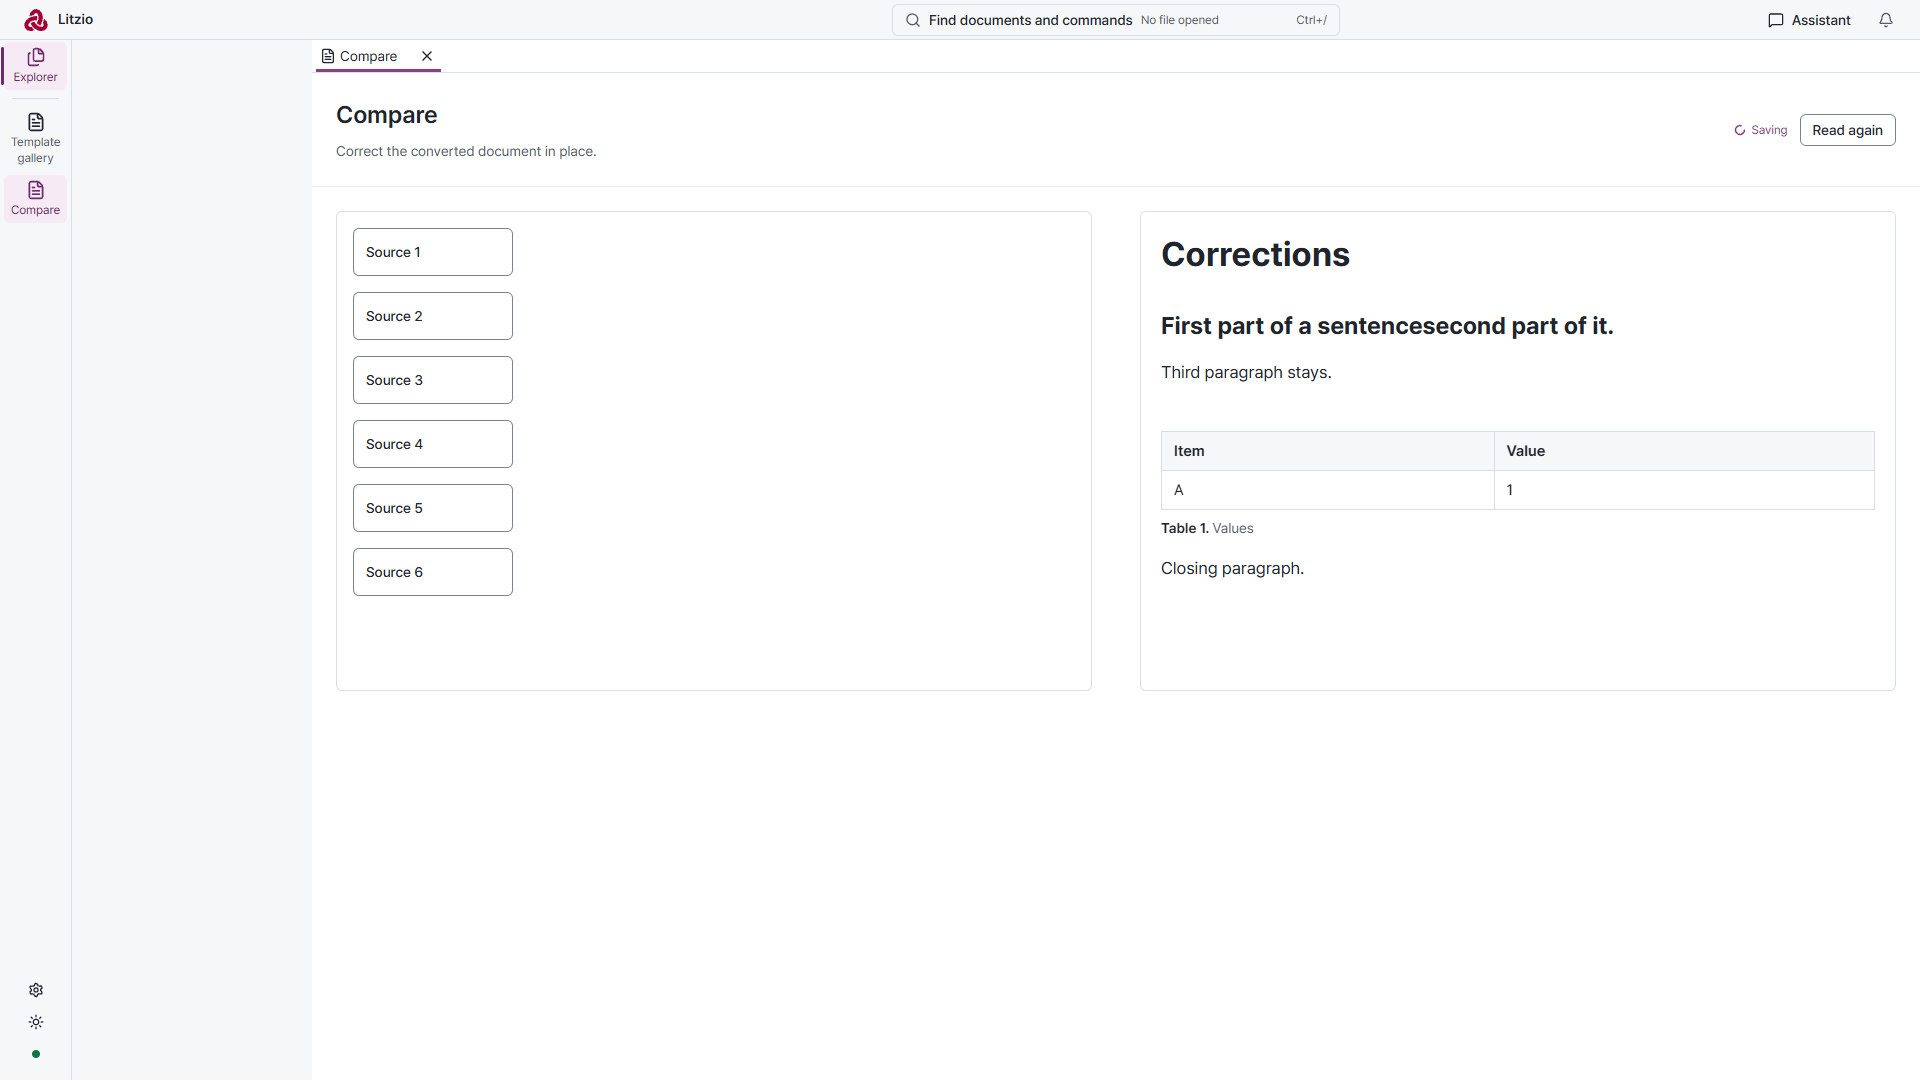 Litzio
Find documents and commands No file opened Ctrl+/
Assistant
Explorer
Template
gallery
Compare
Compare
Compare
Correct the converted document in place.
Saving
Read again
Source 1
Source 2
Source 3
Source 4
Source 5
Source 6
Corrections
First part of a sentencesecond part of it.
Third paragraph stays.
Item Value
A 1
Table 1. Values
Closing paragraph.